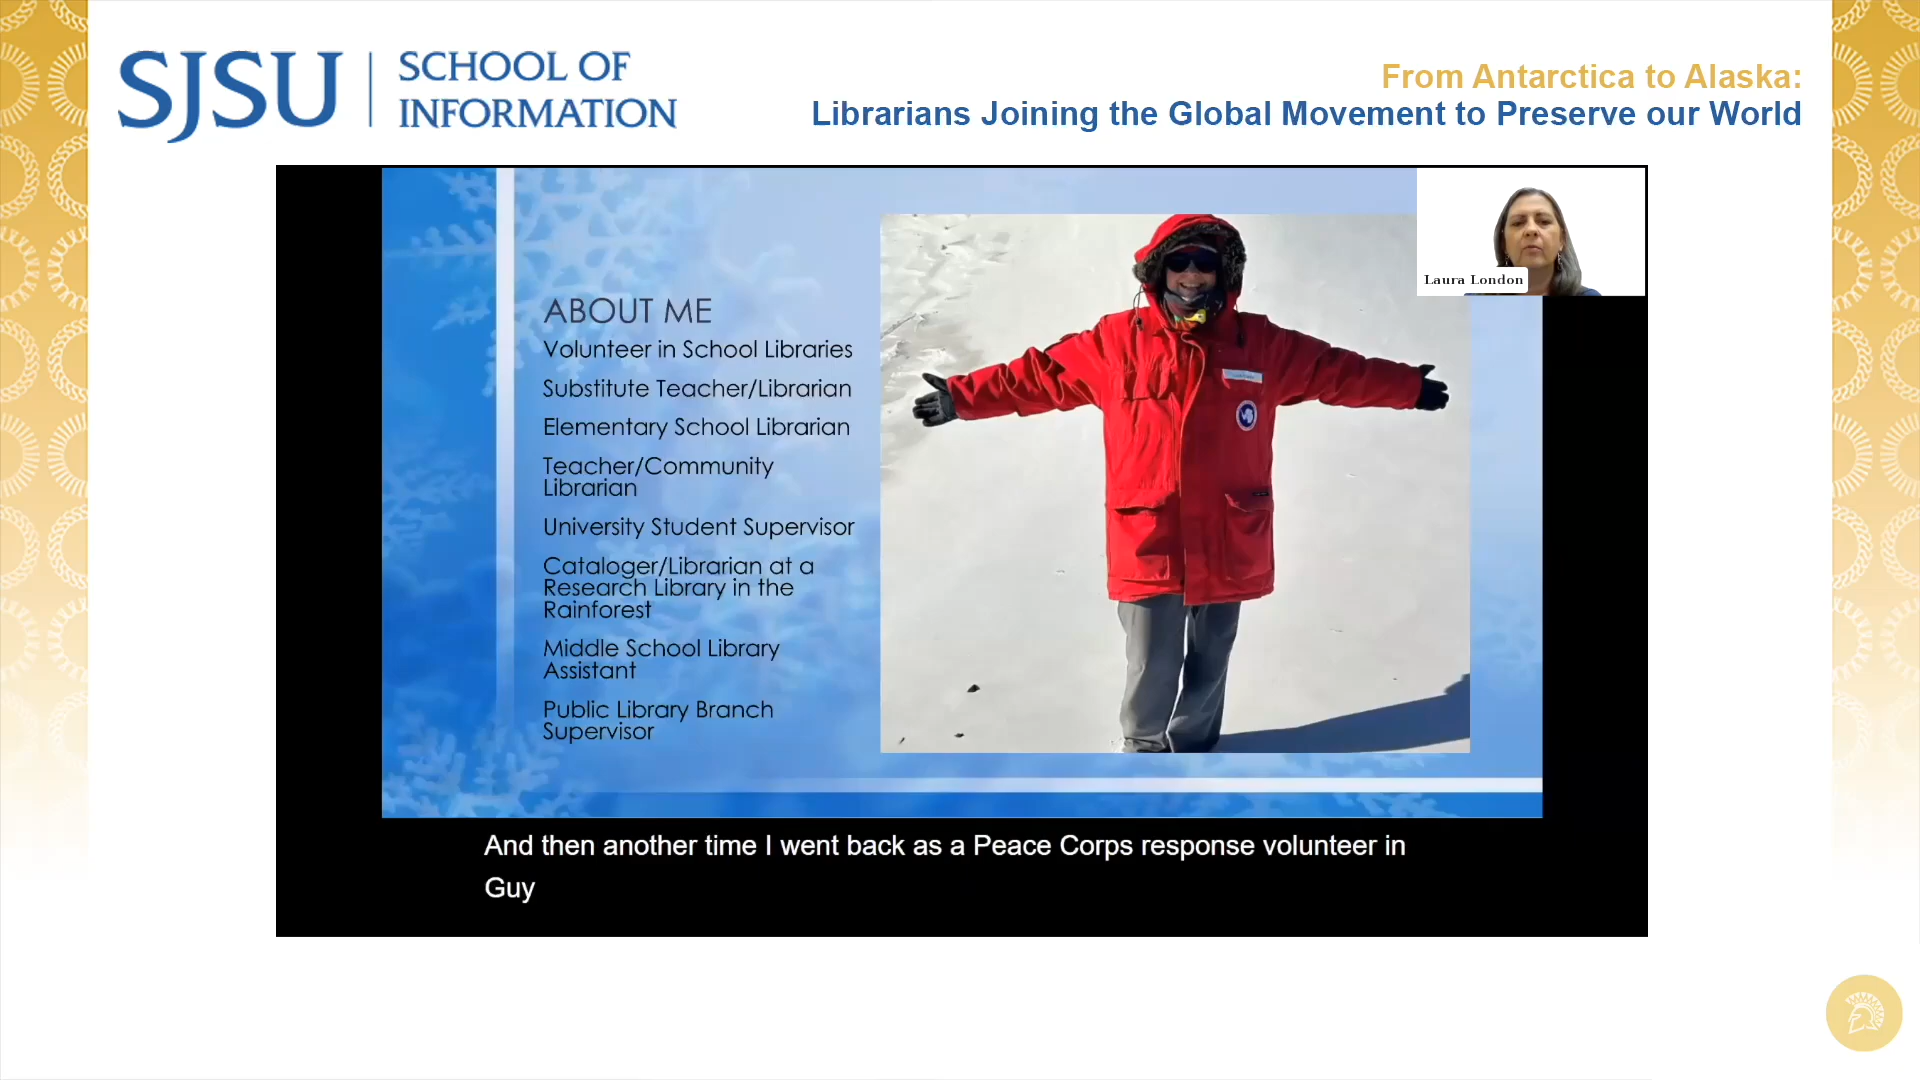 SJSU
SCHOOL OF
INFORMATION
From Antarctica to Alaska:
Librarians Joining the Global Movement to Preserve our World
Laura London
ABOUT ME
Volunteer in School Libraries
Substitute Teacher/Librarian
Elementary School Librarian
Teacher/Community
Librarian
University Student Supervisor
Cataloger/Librarian at a
Research Library in the
Rainforest
Middle School Library
Assistant
Public Library Branch
Supervisor
And then another time I went back as a Peace Corps response volunteer in
Guy